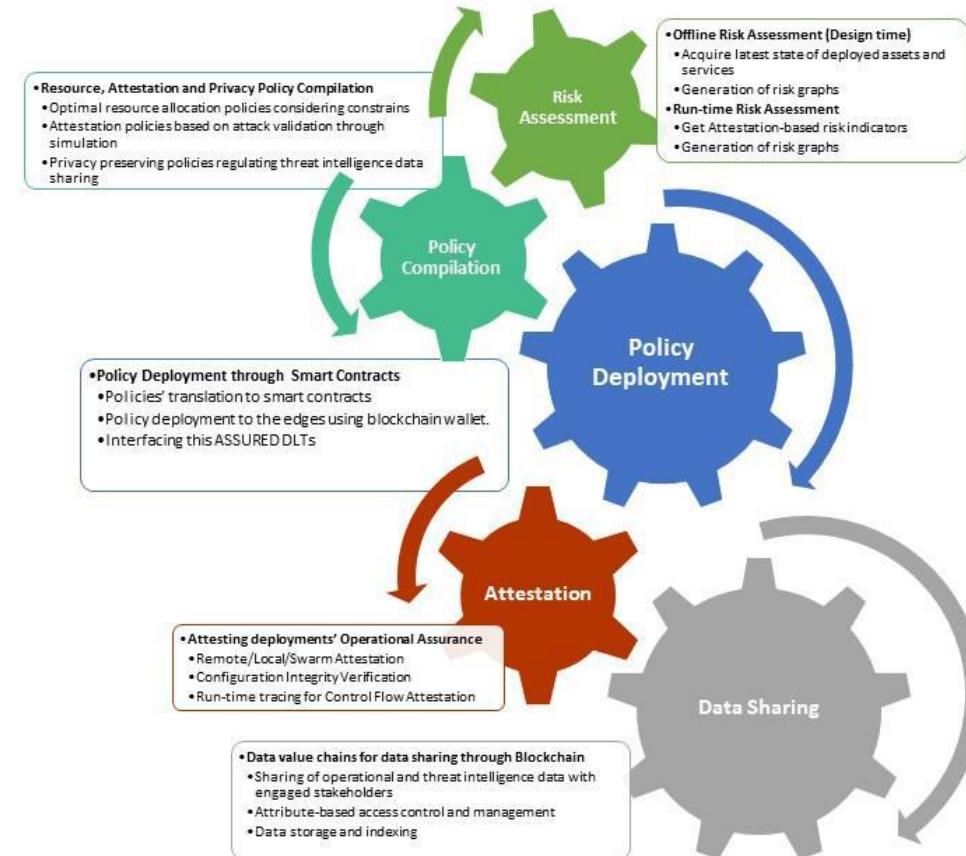 Risk
Assessment
•Offline Risk Assessment (Design time)
•Acquire latest state of deployed assets and
services
•Generation of risk graphs
•Run-time Risk Assessment
•Get Attestation-based risk indicators
•Generation of risk graphs
•Resource, Attestation and Privacy Policy Compilation
•Optimal resource allocation policies considering constrains
•Attestation policies based on attack validation through
simulation
•Privacy preserving policies regulating threat intelligence data
sharing
Policy
Compilation
Policy
Deployment
•Policy Deployment through Smart Contracts
•Policies’ translation to smart contracts
•Policy deployment to the edges using blockchain wallet.
•Interfacing this ASSURED DLTs
Attestation
•Attesting deployments’ Operational Assurance
•Remote/Local/Swarm Attestation
•Configuration Integrity Verification
•Run-time tracing for Control Flow Attestation
Data Sharing
•Data value chains for data sharing through Blockchain
•Sharing of operational and threat intelligence data with
engaged stakeholders
•Attribute-based access control and management
•Data storage and indexing